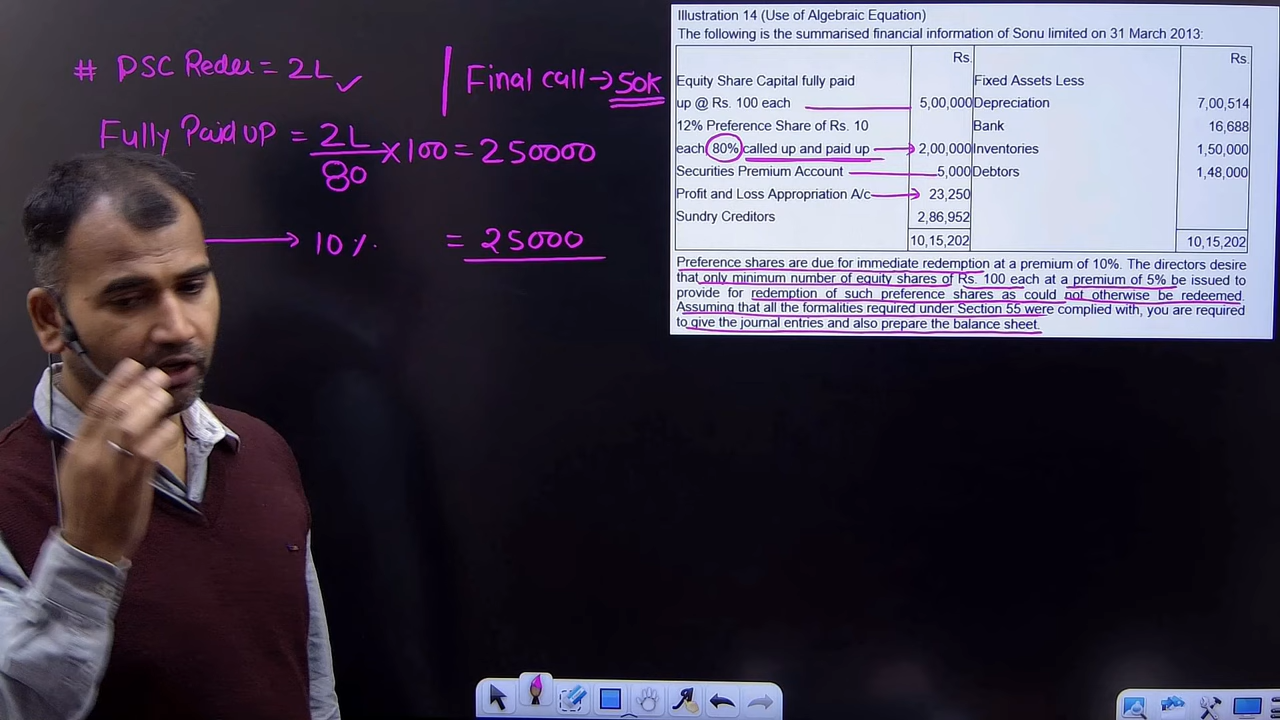 # PSC Redem = 2L
Final call → 50K
Fully Paid up = 2L/80 × 100 = 250000
→ 10% = 25000
Illustration 14 (Use of Algebraic Equation)
The following is the summarised financial information of Sonu limited on 31 March 2013:
Rs. Rs.
Equity Share Capital fully paid Fixed Assets Less
up @ Rs. 100 each 5,00,000 Depreciation 7,00,514
12% Preference Share of Rs. 10 Bank 16,688
each 80% called up and paid up 2,00,000 Inventories 1,50,000
Securities Premium Account 5,000 Debtors 1,48,000
Profit and Loss Appropriation A/c 23,250
Sundry Creditors 2,86,952
10,15,202 10,15,202
Preference shares are due for immediate redemption at a premium of 10%. The directors desire
that only minimum number of equity shares of Rs. 100 each at a premium of 5% be issued to
provide for redemption of such preference shares as could not otherwise be redeemed.
Assuming that all the formalities required under Section 55 were complied with, you are required
to give the journal entries and also prepare the balance sheet.